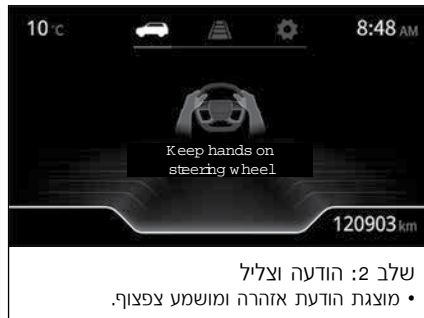 10°C 8:48 AM
Keep hands on
steering wheel
120903 km
שלב 2: הודעה וצליל
• מוצגת הודעת אזהרה ומושמע צפצוף.